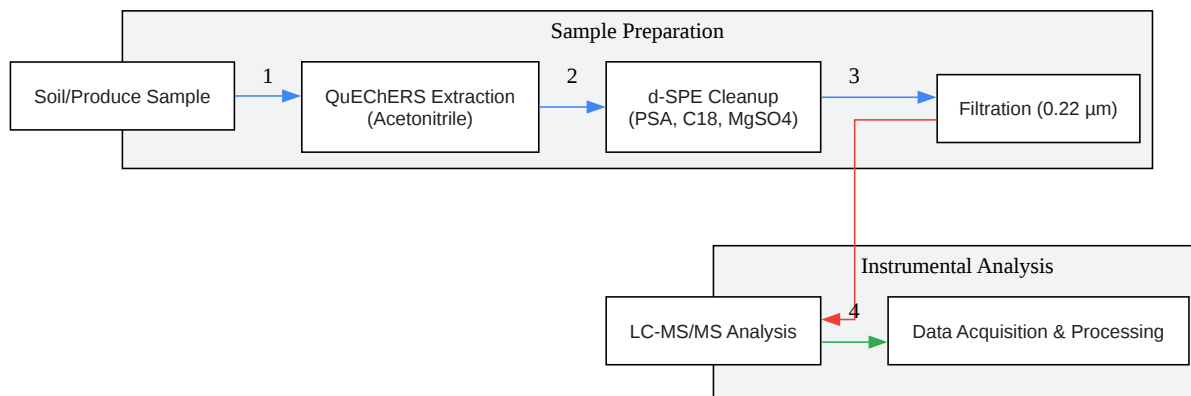 Sample Preparation
Soil/Produce Sample
1
QuEChERS Extraction
(Acetonitrile)
2
d-SPE Cleanup
(PSA, C18, MgSO4)
3
Filtration (0.22 µm)
Instrumental Analysis
LC-MS/MS Analysis
4
Data Acquisition & Processing